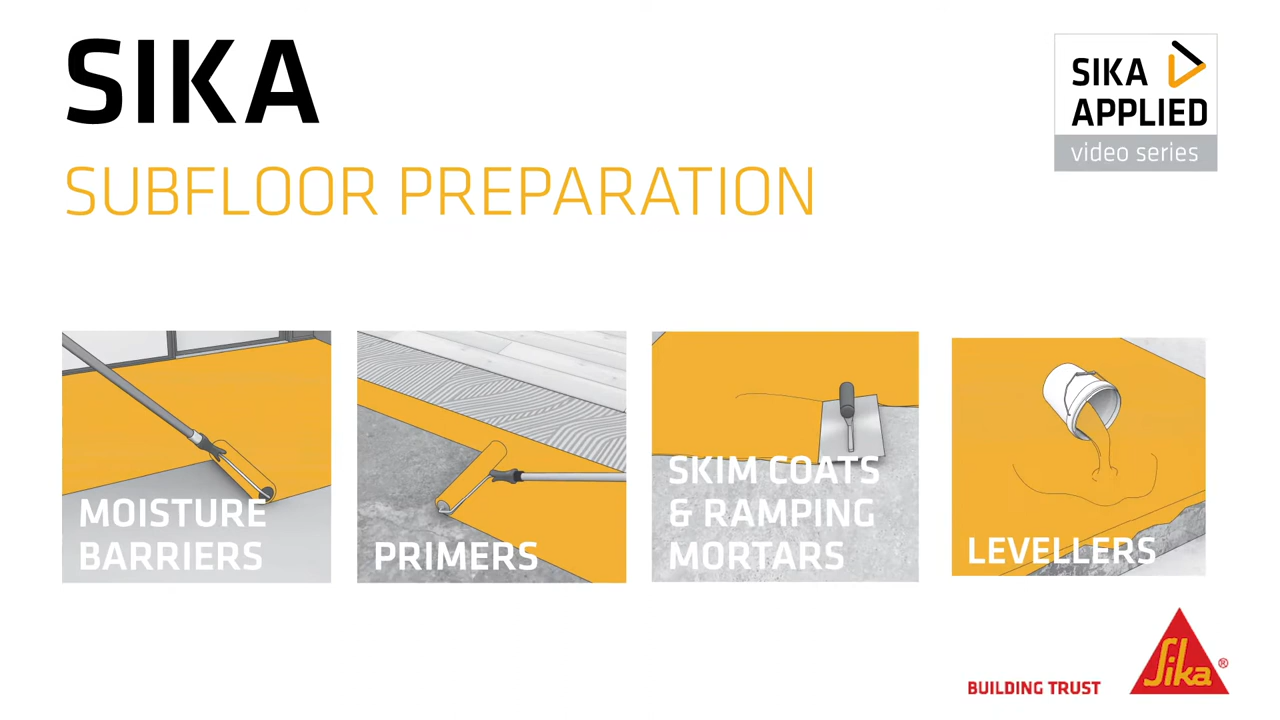 SIKA
SUBFLOOR PREPARATION
SIKA
APPLIED
video series
MOISTURE
BARRIERS
PRIMERS
SKIM COATS
& RAMPING
MORTARS
LEVELLERS
BUILDING TRUST
Sika®